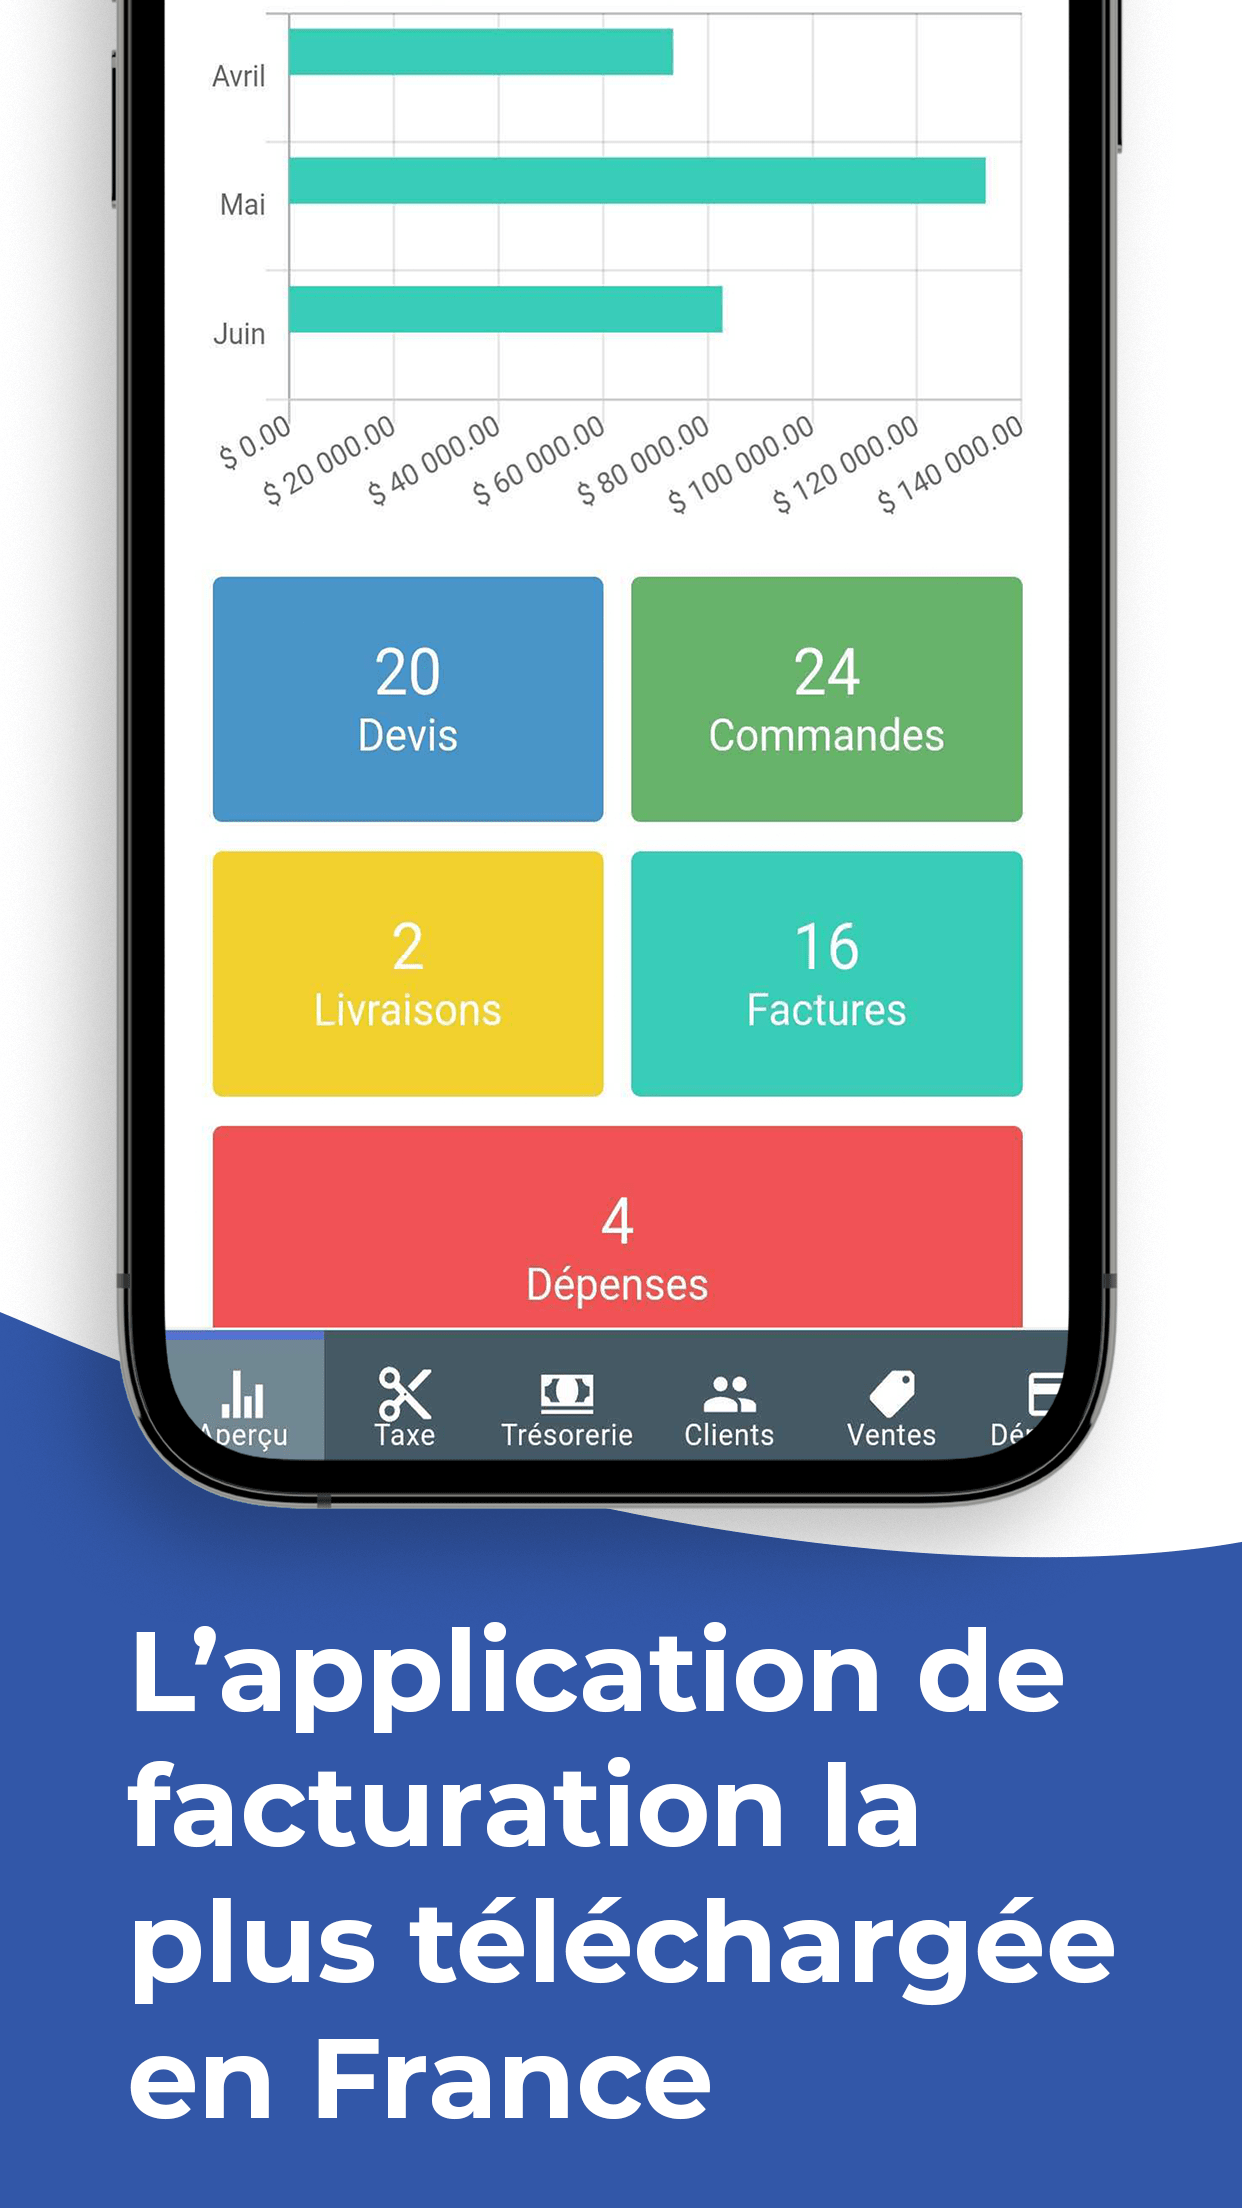 Avril
Mai
Juin
$ 0.00
$ 20 000.00
$ 40 000.00
$ 60 000.00
$ 80 000.00
$ 100 000.00
$ 120 000.00
$ 140 000.00
20
Devis
24
Commandes
2
Livraisons
16
Factures
4
Dépenses
Aperçu
Taxe
Trésorerie
Clients
Ventes
L’application de
facturation la
plus téléchargée
en France